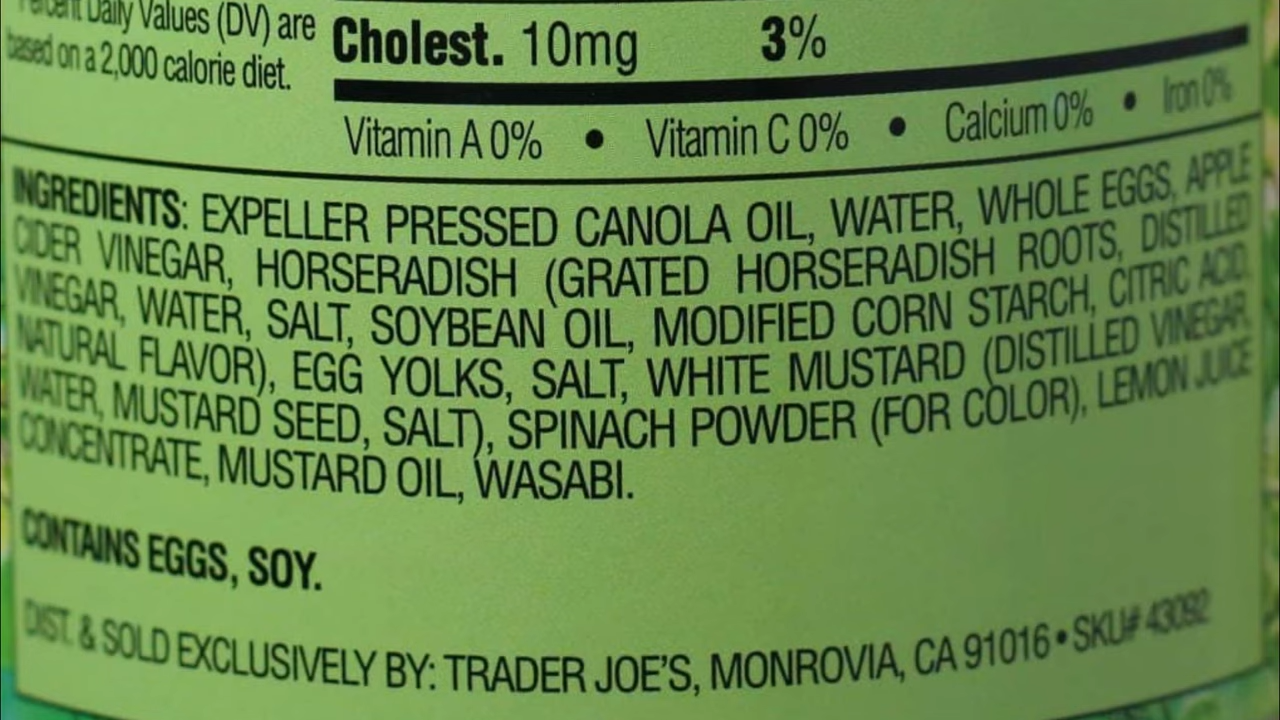 Percent Daily Values (DV) are
based on a 2,000 calorie diet.
Cholest. 10mg 3%
Vitamin A 0% • Vitamin C 0% • Calcium 0% • Iron 0%
INGREDIENTS: EXPELLER PRESSED CANOLA OIL, WATER, WHOLE EGGS, APPLE
CIDER VINEGAR, HORSERADISH (GRATED HORSERADISH ROOTS, DISTILLED
VINEGAR, WATER, SALT, SOYBEAN OIL, MODIFIED CORN STARCH, CITRIC ACID,
NATURAL FLAVOR), EGG YOLKS, SALT, WHITE MUSTARD (DISTILLED VINEGAR,
WATER, MUSTARD SEED, SALT), SPINACH POWDER (FOR COLOR), LEMON JUICE
CONCENTRATE, MUSTARD OIL, WASABI.
CONTAINS EGGS, SOY.
DIST. & SOLD EXCLUSIVELY BY: TRADER JOE'S, MONROVIA, CA 91016 • SKU# 43092